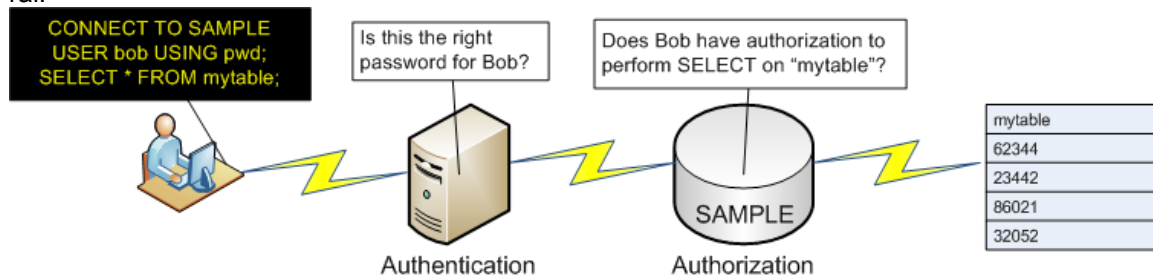 CONNECT TO SAMPLE
USER bob USING pwd;
SELECT * FROM mytable;
Is this the right
password for Bob?
Does Bob have authorization to
perform SELECT on “mytable”?
mytable
62344
23442
86021
32052
SAMPLE
Authentication
Authorization